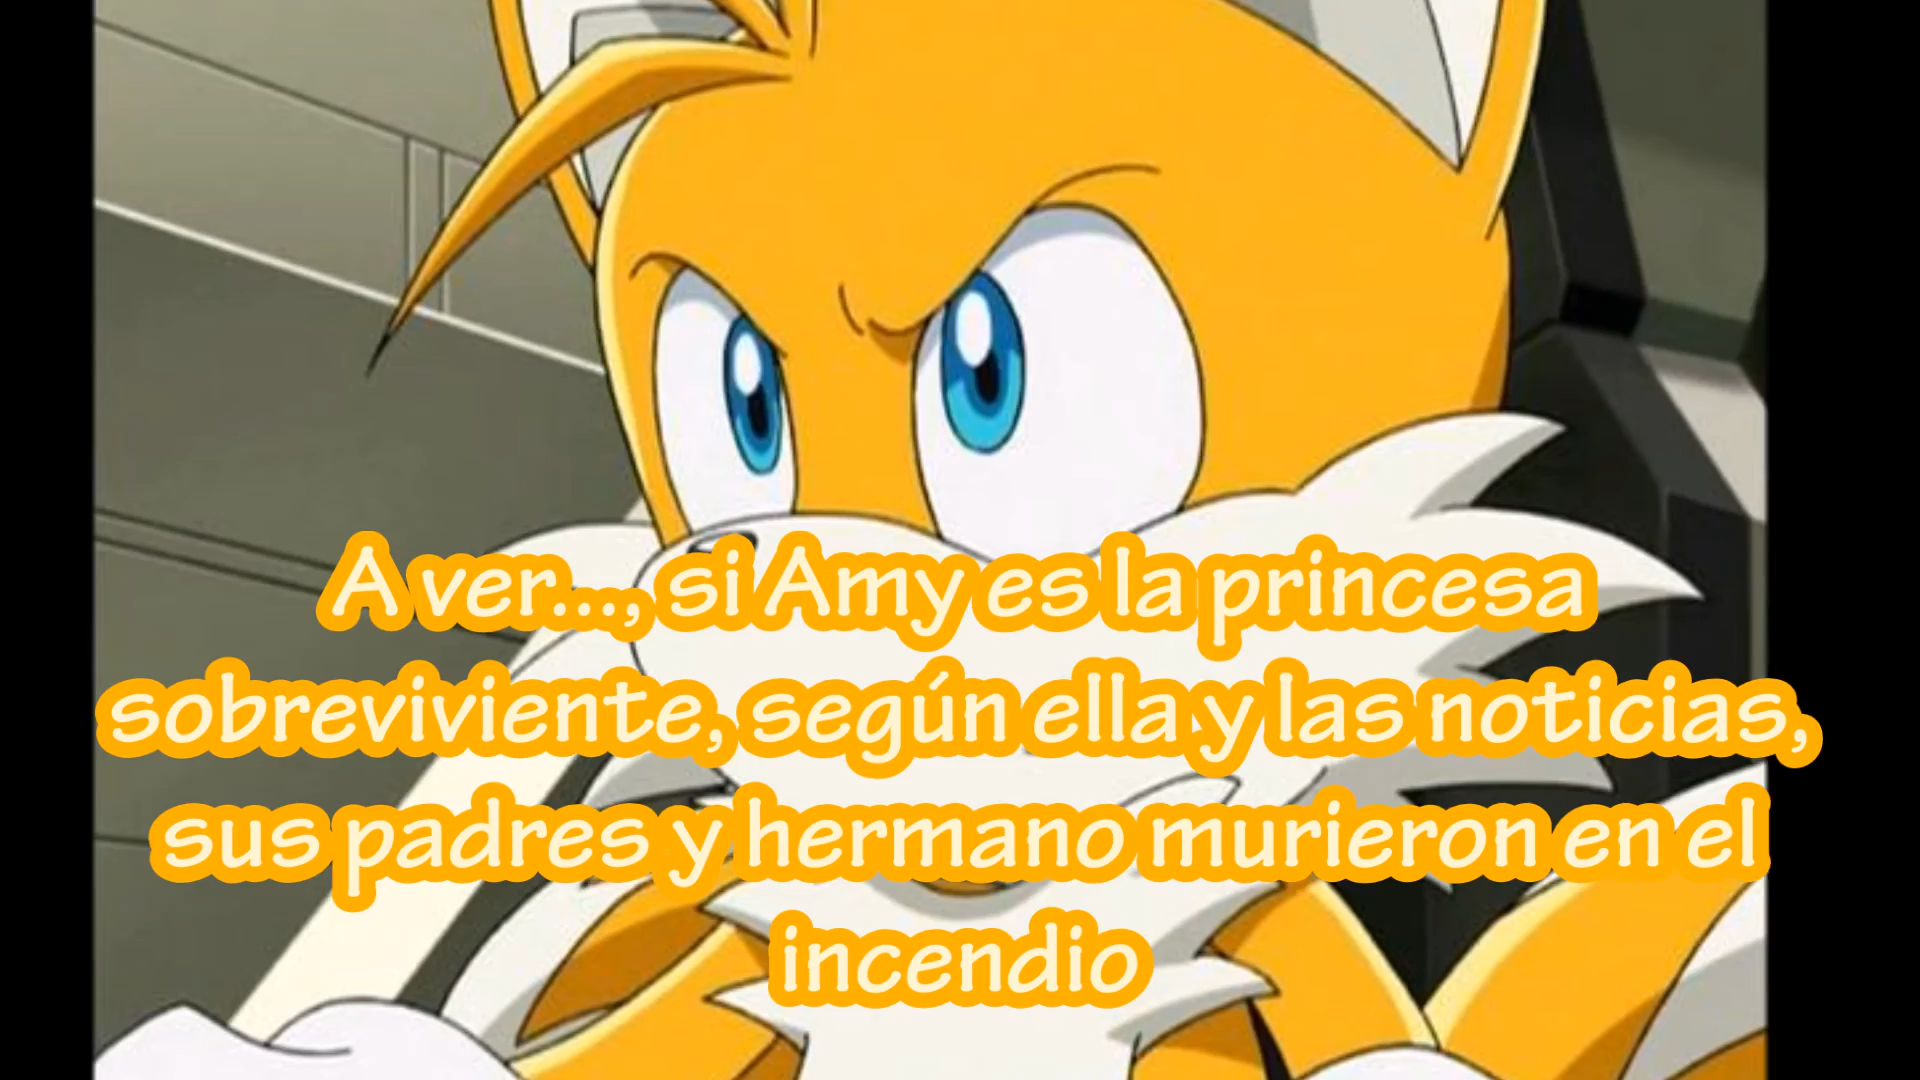 A ver..., si Amy es la princesa
sobreviviente, según ella y las noticias,
sus padres y hermano murieron en el
incendio